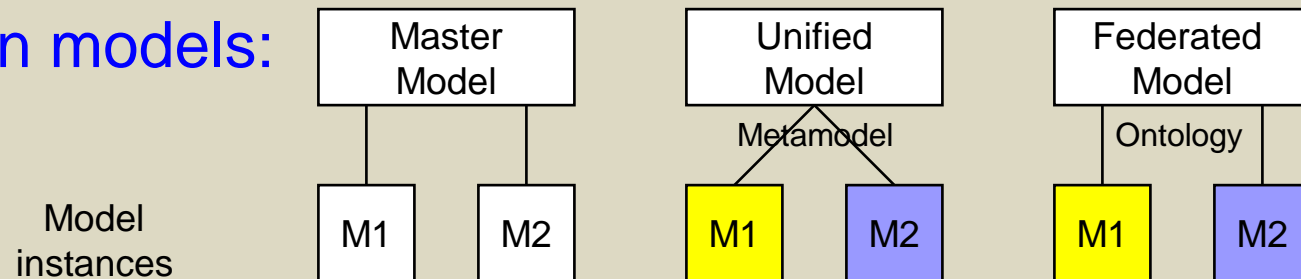 n models:
Master
Model
Unified
Model
Federated
Model
Metamodel
Ontology
Model
instances
M1
M2
M1
M2
M1
M2